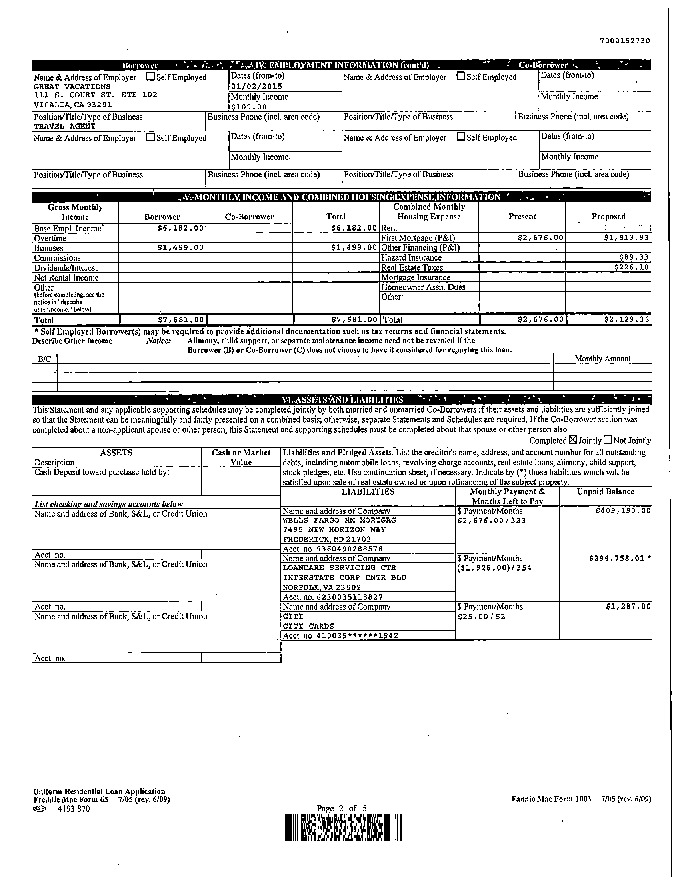 7000152730
Borrower IV. EMPLOYMENT INFORMATION (cont'd) Co-Borrower
Name & Address of Employer ☐ Self Employed Dates (from-to) Name & Address of Employer ☐ Self Employed Dates (from-to)
GREAT VACATIONS 01/02/2015
111 S. COURT ST. STE 102 Monthly Income Monthly Income
VISALIA, CA 93291
Position/Title/Type of Business Business Phone (incl. area code) Position/Title/Type of Business Business Phone (incl. area code)
TRAVEL AGENT
Name & Address of Employer ☐ Self Employed Dates (from-to) Name & Address of Employer ☐ Self Employed Dates (from-to)
Monthly Income Monthly Income
Position/Title/Type of Business Business Phone (incl. area code) Position/Title/Type of Business Business Phone (incl. area code)
V. MONTHLY INCOME AND COMBINED HOUSING EXPENSE INFORMATION
Gross Monthly Income Borrower Co-Borrower Total Combined Monthly Housing Expense Present Proposed
Base Empl. Income* $6,182.00 $6,182.00 Rent
Overtime First Mortgage (P&I) $2,676.00 $1,813.93
Bonuses $1,499.00 $1,499.00 Other Financing (P&I)
Commissions Hazard Insurance $89.33
Dividends/Interest Real Estate Taxes $226.10
Net Rental Income Mortgage Insurance
Other Homeowner Assn. Dues
(before completing, see the notice in "describe other income," below) Other:
Total $7,681.00 Total $2,676.00
* Self Employed Borrower(s) may be required to provide additional documentation such as tax returns and financial statements.
Describe Other Income Notice: Alimony, child support, or separate maintenance income need not be revealed if the
Borrower (B) or Co-Borrower (C) does not choose to have it considered for repaying this loan.
B/C Monthly Amount
VI. ASSETS AND LIABILITIES
This Statement and any applicable supporting schedules may be completed jointly by both married and unmarried Co-Borrowers if their assets and liabilities are sufficiently joined
so that the Statement can be meaningfully and fairly presented on a combined basis; otherwise, separate Statements and Schedules are required. If the Co-Borrower section was
completed about a non-applicant spouse or other person, this Statement and supporting schedules must be completed about that spouse or other person also.
Completed ☒ Jointly ☐ Not Jointly
ASSETS Cash or Market Value Liabilities and Pledged Assets. List the creditor's name, address, and account number for all outstanding
Description debts, including automobile loans, revolving charge accounts, real estate loans, alimony, child support,
Cash Deposit toward purchase held by: stock pledges, etc. Use continuation sheet, if necessary. Indicate by (*) those liabilities which will be
satisfied upon sale of real estate owned or upon refinancing of the subject property.
LIABILITIES Monthly Payment & Months Left to Pay Unpaid Balance
List checking and savings accounts below
Name and address of Bank, S&L, or Credit Union Name and address of Company $ Payment/Months
WELLS FARGO HM MORTGAG $2,676.00/323
7495 NEW HORIZON WAY
FREDERICK, MD 21703
Acct. no. Acct. no. 9360490288578
Name and address of Bank, S&L, or Credit Union Name and address of Company $ Payment/Months $394,758.01 *
LOANCARE SERVICING CTR ($1,926.00)/354
INTERSTATE CORP CNTR BLD
NORFOLK, VA 23502
Acct. no. 6230035113827
Acct. no. Name and address of Company $ Payment/Months $1,287.00
Name and address of Bank, S&L, or Credit Union CITI $25.00/52
CITI CARDS
Acct. no. 410039******1942
Acct. no.
Uniform Residential Loan Application
Freddie Mac Form 65 7/05 (rev. 6/09) Fannie Mae Form 1003 7/05 (rev. 6/09)
4193 870 Page 2 of 5